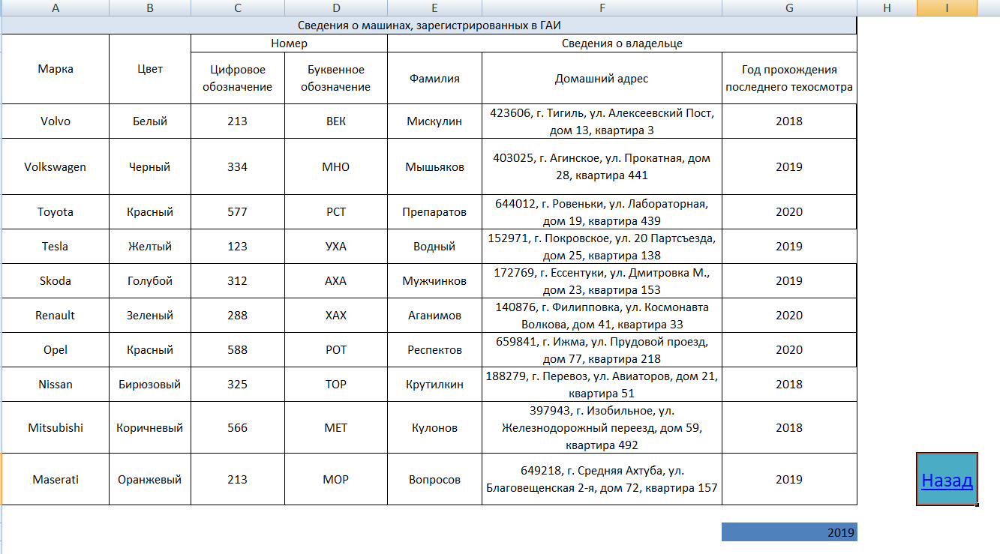 A B C D E F G H I
Сведения о машинах, зарегистрированных в ГАИ
Марка Цвет Номер Сведения о владельце
Цифровое обозначение Буквенное обозначение Фамилия Домашний адрес Год прохождения последнего техосмотра
Volvo Белый 213 ВЕК Мискулин 423606, г. Тигиль, ул. Алексеевский Пост, дом 13, квартира 3 2018
Volkswagen Черный 334 МНО Мышьяков 403025, г. Агинское, ул. Прокатная, дом 28, квартира 441 2019
Toyota Красный 577 РСТ Препаратов 644012, г. Ровеньки, ул. Лабораторная, дом 19, квартира 439 2020
Tesla Желтый 123 УХА Водный 152971, г. Покровское, ул. 20 Партсъезда, дом 25, квартира 138 2019
Skoda Голубой 312 АХА Мужчинков 172769, г. Ессентуки, ул. Дмитровка М., дом 23, квартира 153 2019
Renault Зеленый 288 ХАХ Аганимов 140876, г. Филипповка, ул. Космонавта Волкова, дом 41, квартира 33 2020
Opel Красный 588 РОТ Респектов 659841, г. Ижма, ул. Прудовой проезд, дом 77, квартира 218 2020
Nissan Бирюзовый 325 ТОР Крутилкин 188279, г. Перевоз, ул. Авиаторов, дом 21, квартира 51 2018
Mitsubishi Коричневый 566 МЕТ Кулонов 397943, г. Изобильное, ул. Железнодорожный переезд, дом 59, квартира 492 2018
Maserati Оранжевый 213 МОР Вопросов 649218, г. Средняя Ахтуба, ул. Благовещенская 2-я, дом 72, квартира 157 2019
Назад
2019